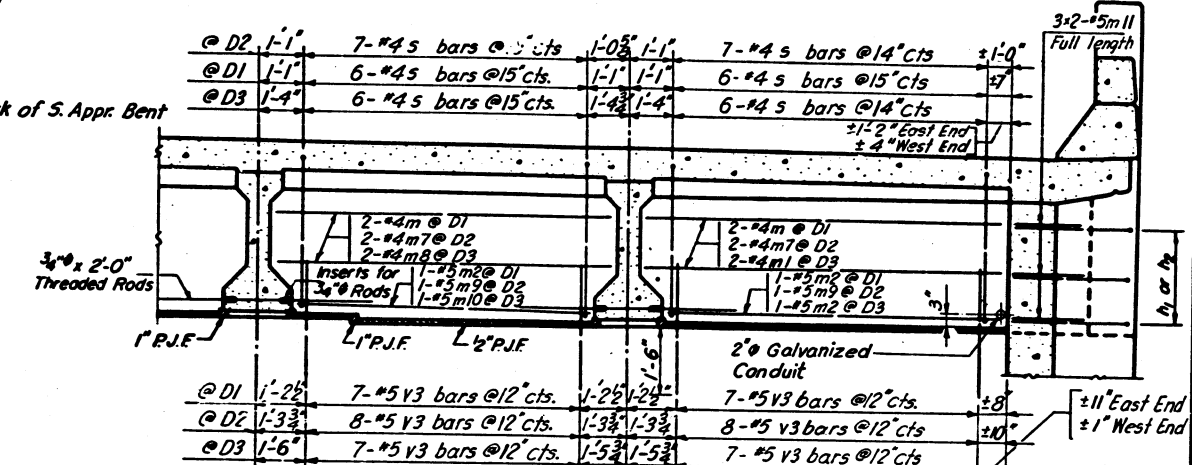 3x2-#5m11
Full length
@ D2 1'-1" 7-#4 s bars @ cts 1'-0⅝" 1'-1" 7-#4 s bars @ 14" cts ±1'-0"
@ D1 1'-1" 6-#4 s bars @15" cts. 1'-1" 1'-1" 6-#4 s bars @15" cts ±7"
@ D3 1'-4" 6-#4 s bars @15" cts. 1'-4¾" 1'-4" 6-#4 s bars @14" cts
k of S. Appr. Bent
±1'-2" East End
± 4" West End
2-#4m @ D1
2-#4m7@ D2
2-#4m8@ D3
2-#4m @ D1
2-#4m7@ D2
2-#4m1@ D3
¾"ϕ x 2'-0"
Threaded Rods
Inserts for
¾"ϕ Rods
1-#5m2@ D1
1-#5m9@ D2
1-#5m10@ D3
1-#5m2@ D1
1-#5m9@ D2
1-#5m2@ D3
3"
h1 or h2
1" P.J.F.
1" P.J.F.
½" P.J.F.
1'-6"
2"ϕ Galvanized
Conduit
@ D1 1'-2½" 7-#5 v3 bars @12" cts. 1'-2½" 1'-2½" 7-#5 v3 bars @12" cts. ±8"
@ D2 1'-3¾" 8-#5 v3 bars @12" cts 1'-3¾" 1'-3¾" 8-#5 v3 bars @12" cts ±10"
@ D3 1'-6" 7-#5 v3 bars @12" cts. 1'-5¾" 1'-5¾" 7-#5 v3 bars @12" cts
±11" East End
±1" West End